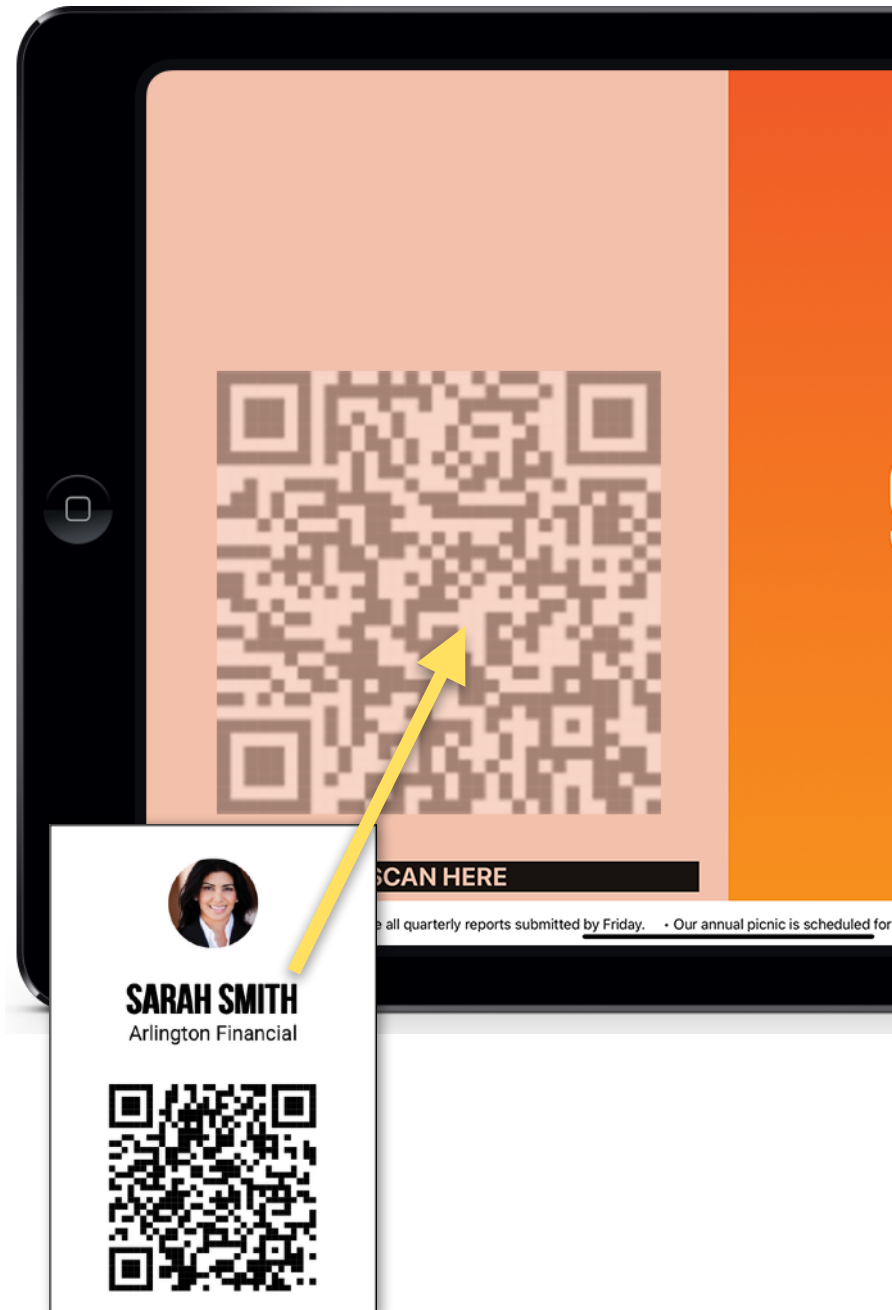 SCAN HERE
all quarterly reports submitted by Friday. • Our annual picnic is scheduled for
SARAH SMITH
Arlington Financial